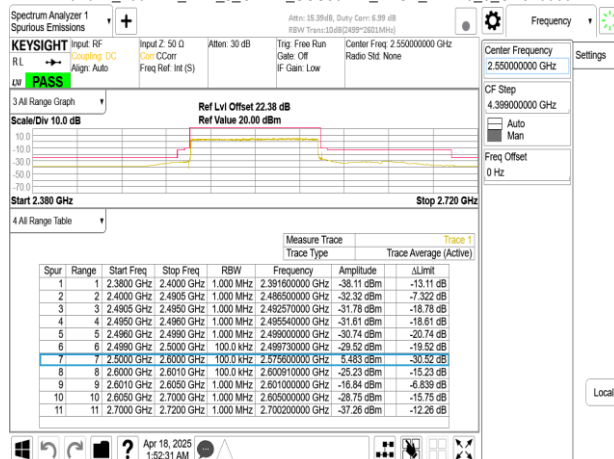 Spectrum Analyzer 1
Spurious Emissions
Attn: 15.39dB, Duty Corr: 6.99 dB
RBW Trans:10dB(2499~2601MHz)
Frequency
KEYSIGHT
Input: RF
Coupling: DC
Align: Auto
Input Z: 50 Ω
Corr CCorr
Freq Ref: Int (S)
Atten: 30 dB
Trig: Free Run
Gate: Off
IF Gain: Low
Center Freq: 2.550000000 GHz
Radio Std: None
RL
LXI
PASS
Center Frequency
2.550000000 GHz
Settings
CF Step
4.399000000 GHz
Auto
Man
Freq Offset
0 Hz
3 All Range Graph
Scale/Div 10.0 dB
Ref Lvl Offset 22.38 dB
Ref Value 20.00 dBm
10.0
-10.0
-30.0
-50.0
-70.0
Start 2.380 GHz
Stop 2.720 GHz
4 All Range Table
Measure Trace Trace 1
Trace Type Trace Average (Active)
Spur Range Start Freq Stop Freq RBW Frequency Amplitude ΔLimit
1 1 2.3800 GHz 2.4000 GHz 1.000 MHz 2.391600000 GHz -38.11 dBm -13.11 dB
2 2 2.4000 GHz 2.4905 GHz 1.000 MHz 2.486500000 GHz -32.32 dBm -7.322 dB
3 3 2.4905 GHz 2.4950 GHz 1.000 MHz 2.492570000 GHz -31.78 dBm -18.78 dB
4 4 2.4950 GHz 2.4960 GHz 1.000 MHz 2.495540000 GHz -31.61 dBm -18.61 dB
5 5 2.4960 GHz 2.4990 GHz 1.000 MHz 2.499000000 GHz -30.74 dBm -20.74 dB
6 6 2.4990 GHz 2.5000 GHz 100.0 kHz 2.499730000 GHz -29.52 dBm -19.52 dB
7 7 2.5000 GHz 2.6000 GHz 100.0 kHz 2.575600000 GHz 5.483 dBm -30.52 dB
8 8 2.6000 GHz 2.6010 GHz 100.0 kHz 2.600910000 GHz -25.23 dBm -15.23 dB
9 9 2.6010 GHz 2.6050 GHz 1.000 MHz 2.601000000 GHz -16.84 dBm -6.839 dB
10 10 2.6050 GHz 2.7000 GHz 1.000 MHz 2.605000000 GHz -28.75 dBm -15.75 dB
11 11 2.7000 GHz 2.7200 GHz 1.000 MHz 2.700200000 GHz -37.26 dBm -12.26 dB
Local
?
Apr 18, 2025
1:52:31 AM